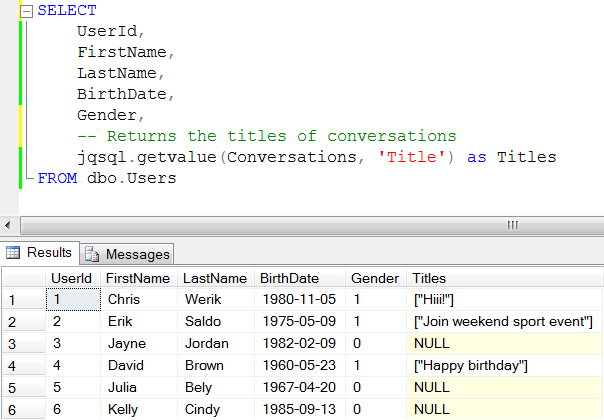 SELECT
UserId,
FirstName,
LastName,
BirthDate,
Gender,
-- Returns the titles of conversations
jqsql.getvalue(Conversations, 'Title') as Titles
FROM dbo.Users
Results Messages
UserId FirstName LastName BirthDate Gender Titles
1 1 Chris Werik 1980-11-05 1 ["Hiii!"]
2 2 Erik Saldo 1975-05-09 1 ["Join weekend sport event"]
3 3 Jayne Jordan 1982-02-09 0 NULL
4 4 David Brown 1960-05-23 1 ["Happy birthday"]
5 5 Julia Bely 1967-04-20 0 NULL
6 6 Kelly Cindy 1985-09-13 0 NULL